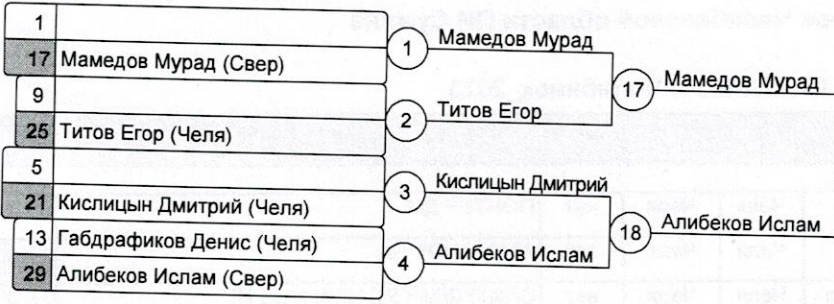 1
17 Мамедов Мурад (Свер)
9
25 Титов Егор (Челя)
5
21 Кислицын Дмитрий (Челя)
13 Габдрафиков Денис (Челя)
29 Алибеков Ислам (Свер)
1
Мамедов Мурад
2
Титов Егор
3
Кислицын Дмитрий
4
Алибеков Ислам
17
Мамедов Мурад
18
Алибеков Ислам